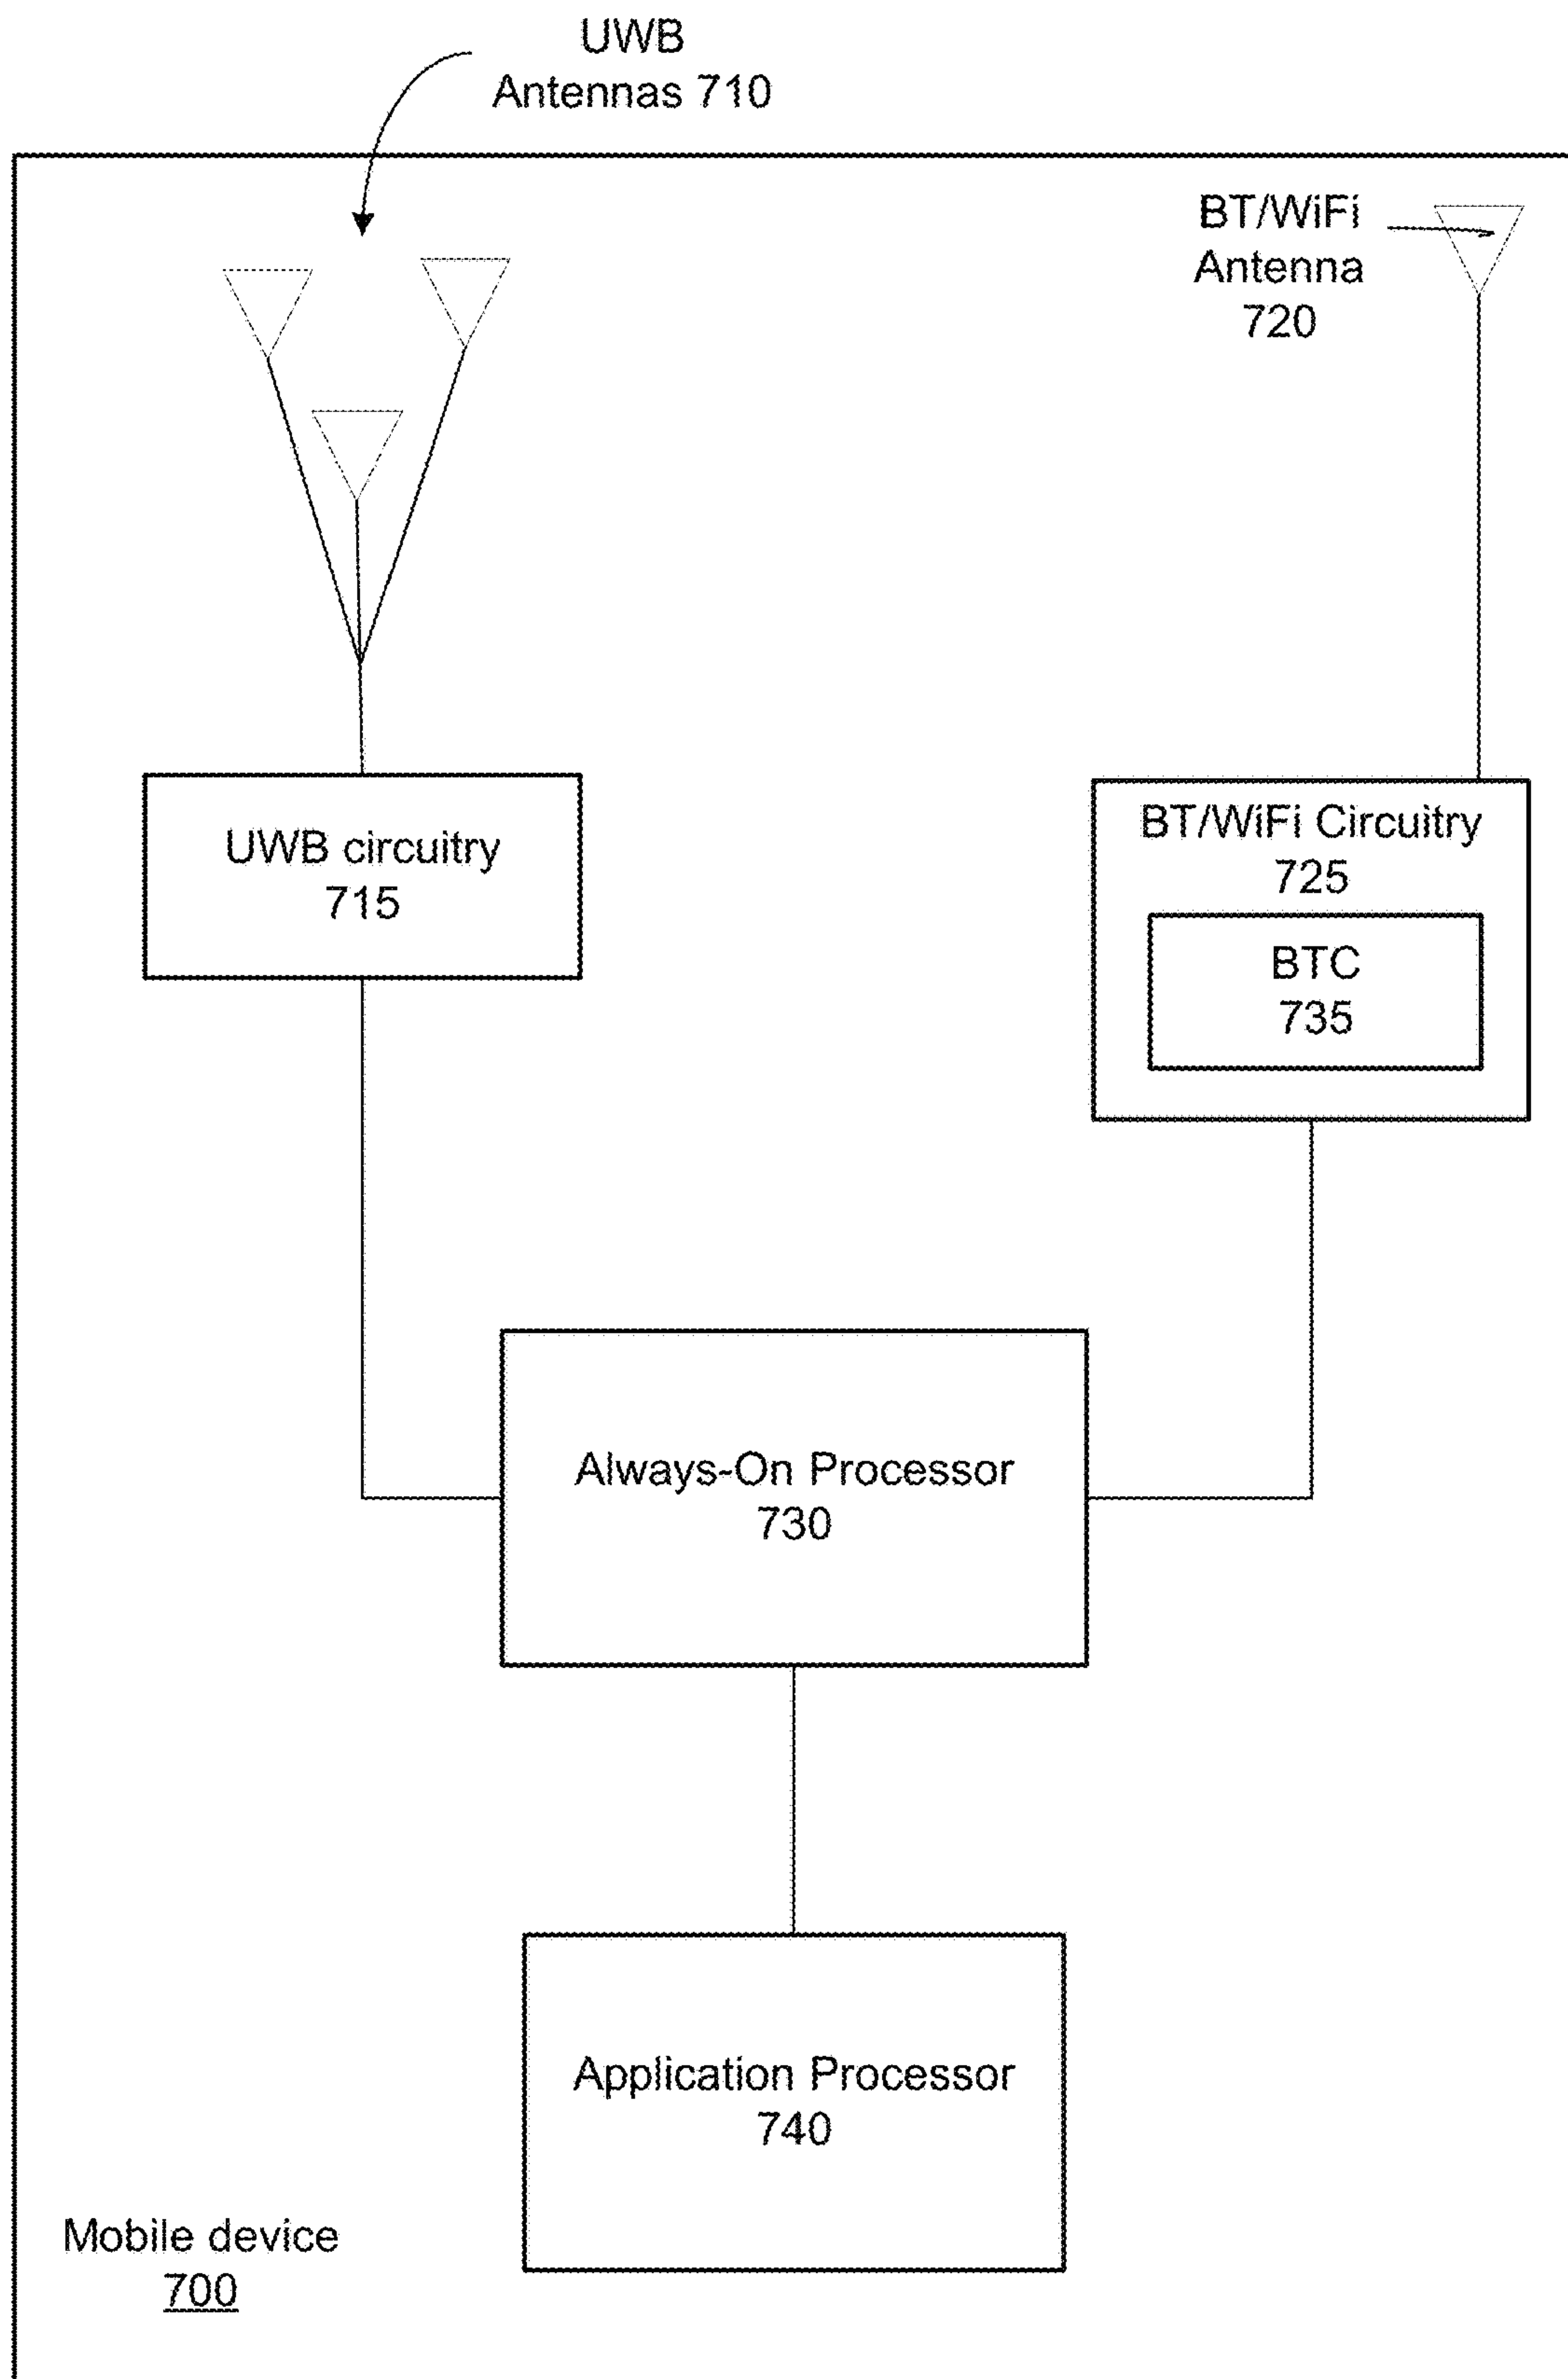 UWB
Antennas 710
BT/WiFi
Antenna
720
UWB circuitry
715
BT/WiFi Circuitry
725
BTC
735
Always-On Processor
730
Application Processor
740
Mobile device
700